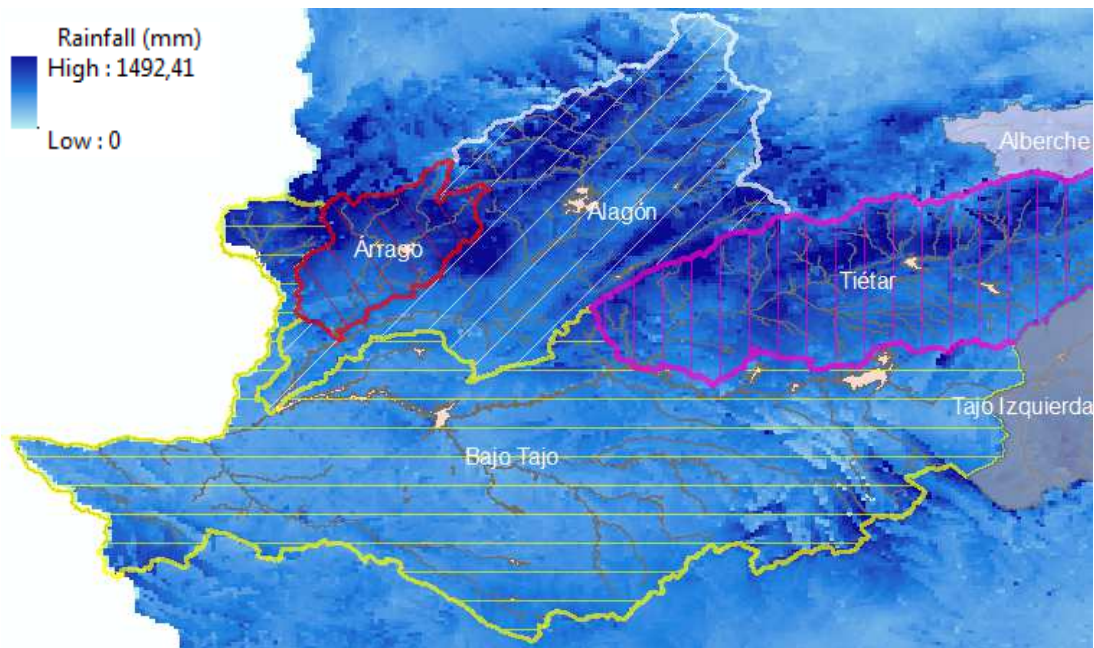 Rainfall (mm)
High : 1492,41
Low : 0
Alberche
Alagón
Árrago
Tiétar
Tajo Izquierda
Bajo Tajo